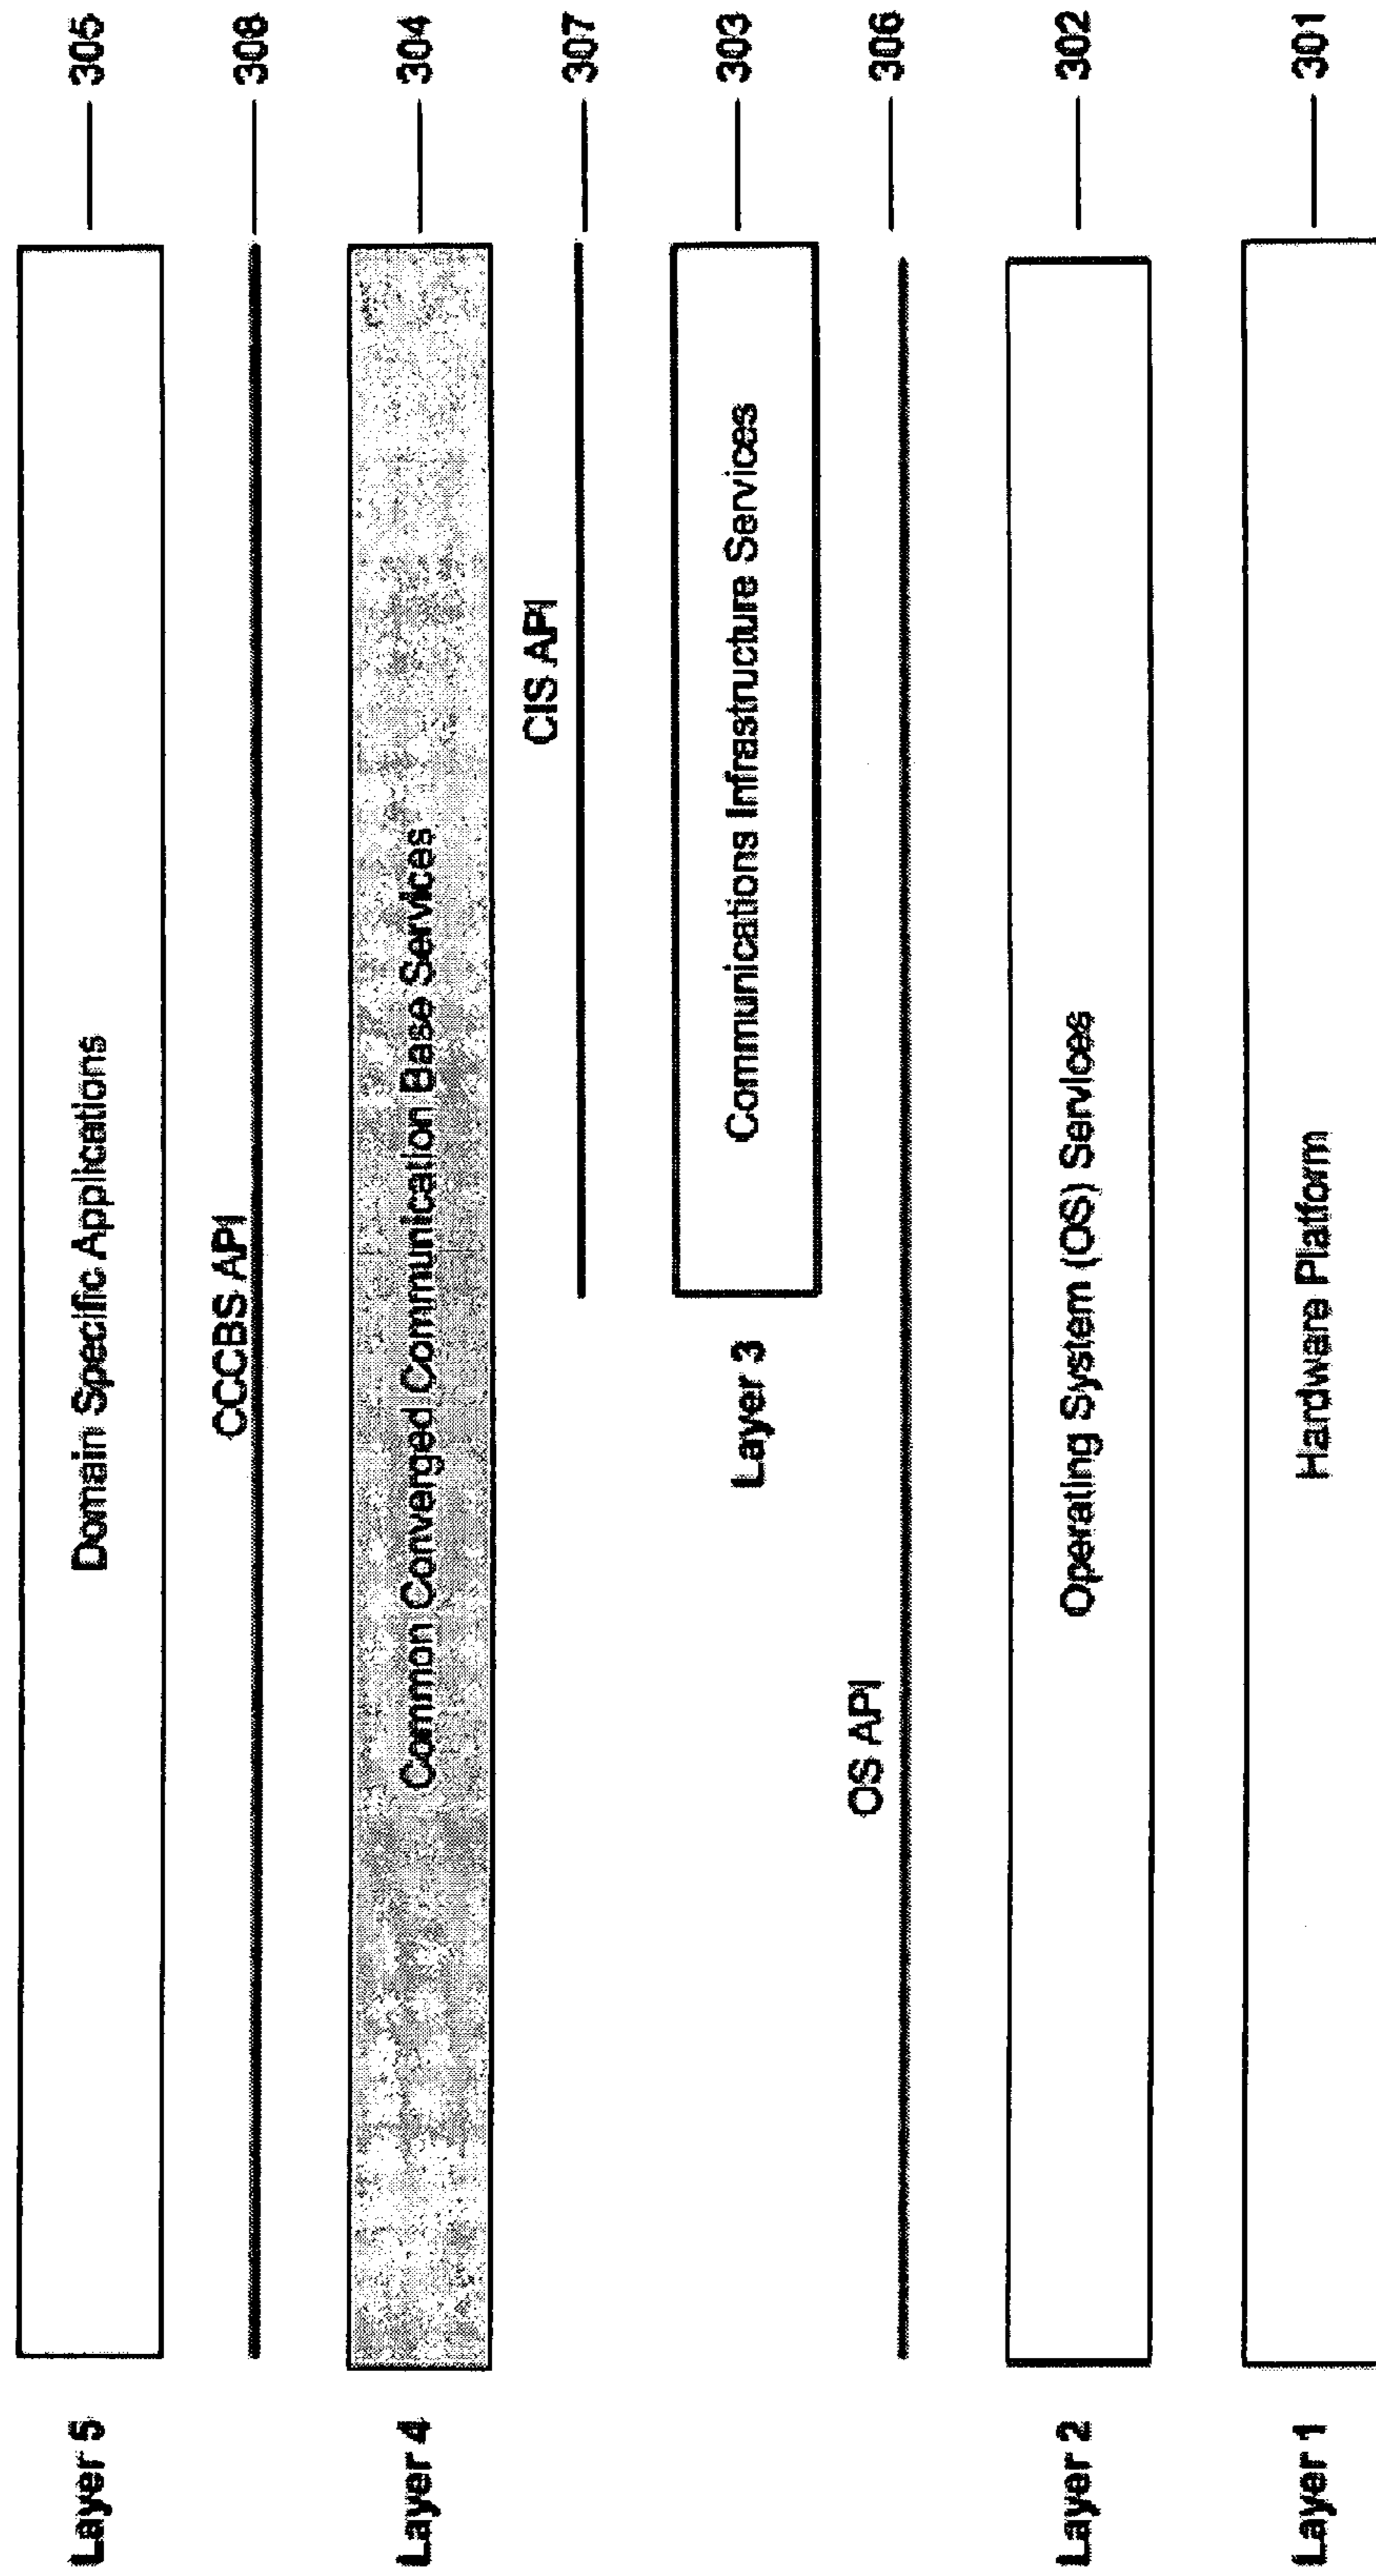 Layer 5
Domain Specific Applications
305
CCCBS API
308
Layer 4
Common Converged Communication Base Services
304
CIS API
307
Layer 3
Communications Infrastructure Services
303
OS API
306
Layer 2
Operating System (OS) Services
302
Layer 1
Hardware Platform
301